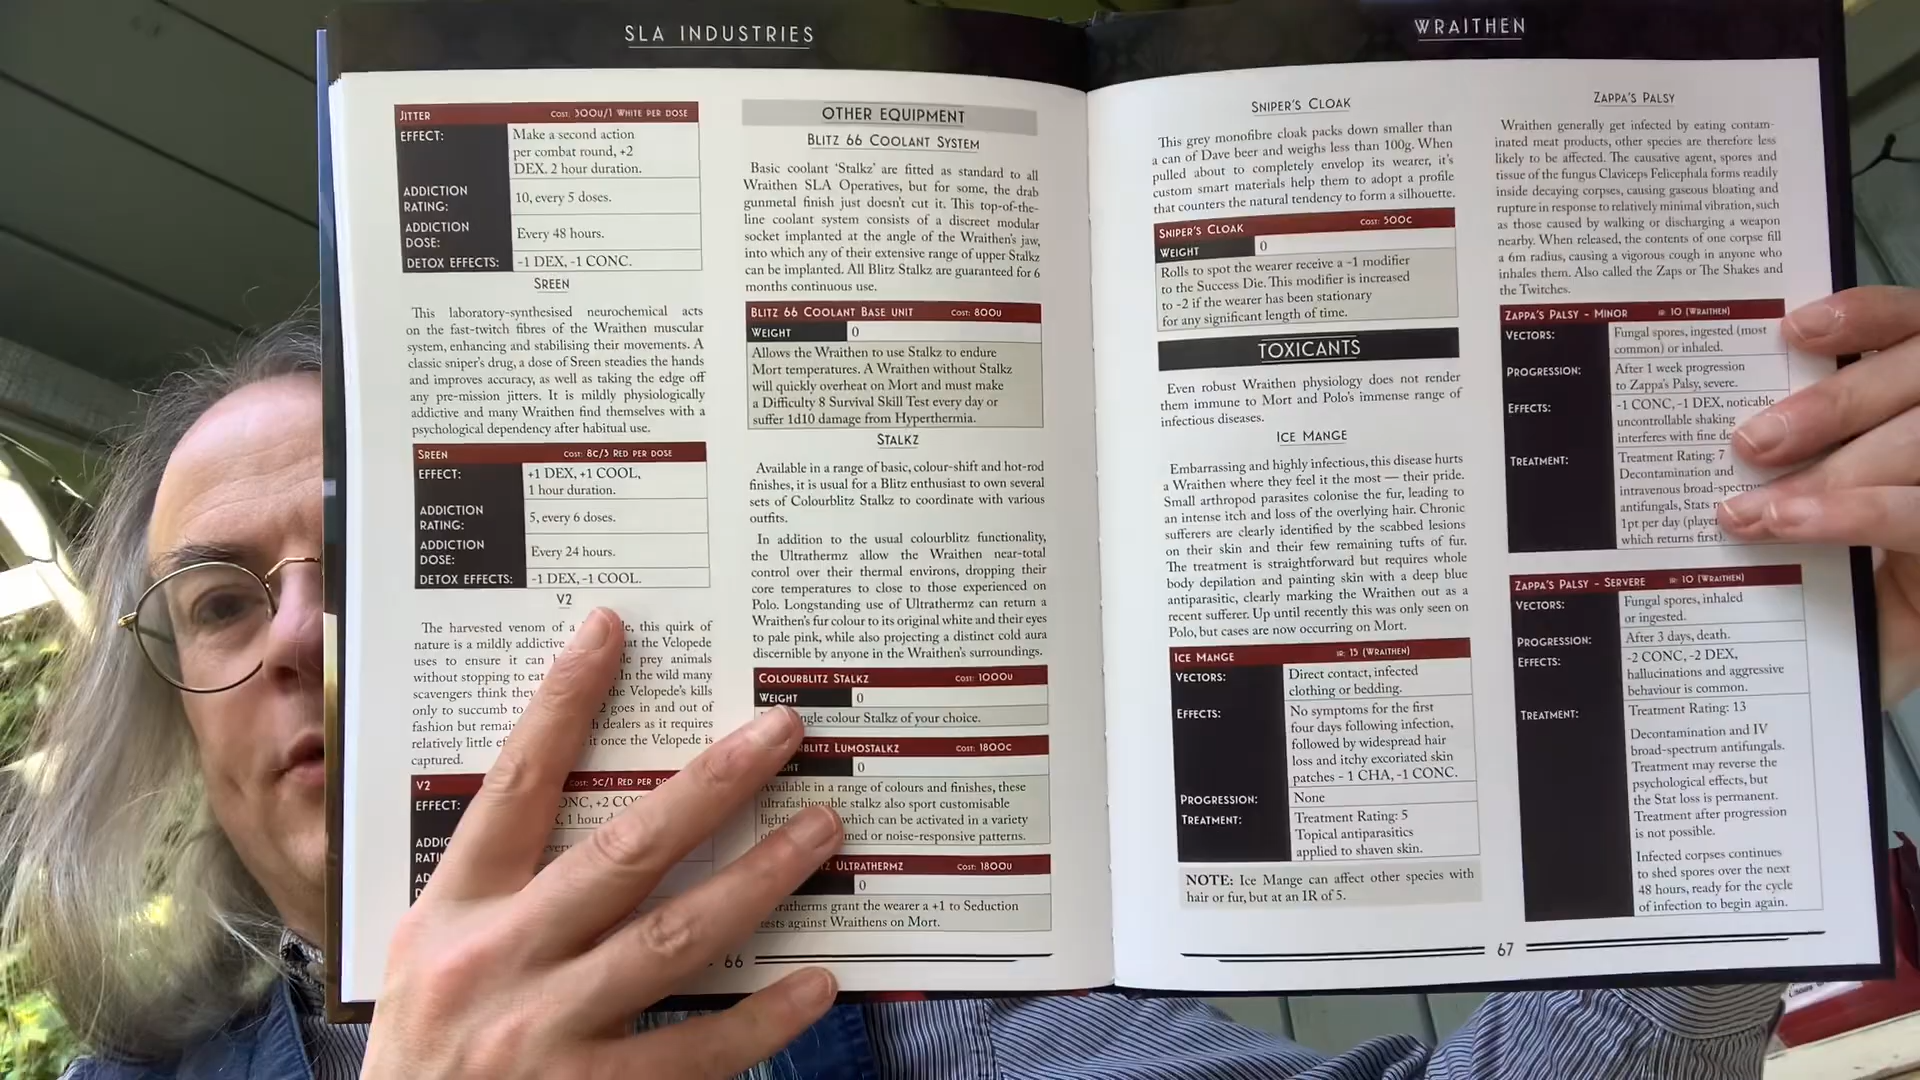 SLA INDUSTRIES
JITTER COST: 300U/1 WHITE PER DOSE
EFFECT: Make a second action
per combat round, +2
DEX. 2 hour duration.
ADDICTION
RATING: 10, every 5 doses.
ADDICTION
DOSE: Every 48 hours.
DETOX EFFECTS: -1 DEX, -1 CONC.
SREEN
This laboratory-synthesised neurochemical acts
on the fast-twitch fibres of the Wraithen muscular
system, enhancing and stabilising their movements. A
classic sniper's drug, a dose of Sreen steadies the hands
and improves accuracy, as well as taking the edge off
any pre-mission jitters. It is mildly physiologically
addictive and many Wraithen find themselves with a
psychological dependency after habitual use.
SREEN COST: 8C/3 RED PER DOSE
EFFECT: +1 DEX, +1 COOL,
1 hour duration.
ADDICTION
RATING: 5, every 6 doses.
ADDICTION
DOSE: Every 24 hours.
DETOX EFFECTS: -1 DEX, -1 COOL.
V2
The harvested venom of a this quirk of
nature is a mildly addictive the Velopede
uses to ensure it can prey animals
without stopping to eat In the wild many
scavengers think they the Velopede's kills
only to succumb to goes in and out of
fashion but dealers as it requires
relatively little it once the Velopede is
captured.
V2 COST: 5C/1 RED PER
EFFECT: +2
1 hour
66
OTHER EQUIPMENT
BLITZ 66 COOLANT SYSTEM
Basic coolant 'Stalkz' are fitted as standard to all
Wraithen SLA Operatives, but for some, the drab
gunmetal finish just doesn't cut it. This top-of-the-
line coolant system consists of a discreet modular
socket implanted at the angle of the Wraithen's jaw,
into which any of their extensive range of upper Stalkz
can be implanted. All Blitz Stalkz are guaranteed for 6
months continuous use.
BLITZ 66 COOLANT BASE UNIT COST: 800U
WEIGHT 0
Allows the Wraithen to use Stalkz to endure
Mort temperatures. A Wraithen without Stalkz
will quickly overheat on Mort and must make
a Difficulty 8 Survival Skill Test every day or
suffer 1d10 damage from Hyperthermia.
STALKZ
Available in a range of basic, colour-shift and hot-rod
finishes, it is usual for a Blitz enthusiast to own several
sets of Colourblitz Stalkz to coordinate with various
outfits.
In addition to the usual colourblitz functionality,
the Ultrathermz allow the Wraithen near-total
control over their thermal environs, dropping their
core temperatures to close to those experienced on
Polo. Longstanding use of Ultrathermz can return a
Wraithen's fur colour to its original white and their eyes
to pale pink, while also projecting a distinct cold aura
discernible by anyone in the Wraithen's surroundings.
COLOURBLITZ STALKZ COST: 1000U
WEIGHT 0
colour Stalkz of your choice.
LUMOSTALKZ COST: 1800C
0
Available in a range of colours and finishes, these
ultrafashionable stalkz also sport customisable
which can be activated in a variety
or noise-responsive patterns.
ULTRATHERMZ COST: 1800U
0
grant the wearer a +1 to Seduction
tests against Wraithens on Mort.
WRAITHEN
SNIPER'S CLOAK
This grey monofibre cloak packs down smaller than
a can of Dave beer and weighs less than 100g. When
pulled about to completely envelop its wearer, it's
custom smart materials help them to adopt a profile
that counters the natural tendency to form a silhouette.
SNIPER'S CLOAK COST: 500C
WEIGHT 0
Rolls to spot the wearer receive a -1 modifier
to the Success Die. This modifier is increased
to -2 if the wearer has been stationary
for any significant length of time.
TOXICANTS
Even robust Wraithen physiology does not render
them immune to Mort and Polo's immense range of
infectious diseases.
ICE MANGE
Embarrassing and highly infectious, this disease hurts
a Wraithen where they feel it the most — their pride.
Small arthropod parasites colonise the fur, leading to
an intense itch and loss of the overlying hair. Chronic
sufferers are clearly identified by the scabbed lesions
on their skin and their few remaining tufts of fur.
The treatment is straightforward but requires whole
body depilation and painting skin with a deep blue
antiparasitic, clearly marking the Wraithen out as a
recent sufferer. Up until recently this was only seen on
Polo, but cases are now occurring on Mort.
ICE MANGE IR: 15 (WRAITHEN)
VECTORS: Direct contact, infected
clothing or bedding.
EFFECTS: No symptoms for the first
four days following infection,
followed by widespread hair
loss and itchy excoriated skin
patches - 1 CHA, -1 CONC.
PROGRESSION: None
TREATMENT: Treatment Rating: 5
Topical antiparasitics
applied to shaven skin.
NOTE: Ice Mange can affect other species with
hair or fur, but at an IR of 5.
ZAPPA'S PALSY
Wraithen generally get infected by eating contam-
inated meat products, other species are therefore less
likely to be affected. The causative agent, spores and
tissue of the fungus Claviceps Felicephala forms readily
inside decaying corpses, causing gaseous bloating and
rupture in response to relatively minimal vibration, such
as those caused by walking or discharging a weapon
nearby. When released, the contents of one corpse fill
a 6m radius, causing a vigorous cough in anyone who
inhales them. Also called the Zaps or The Shakes and
the Twitches.
ZAPPA'S PALSY - MINOR IR: 10 (WRAITHEN)
VECTORS: Fungal spores, ingested (most
common) or inhaled.
PROGRESSION: After 1 week progression
to Zappa's Palsy, severe.
EFFECTS: -1 CONC, -1 DEX, noticable
uncontrollable shaking
interferes with fine
TREATMENT: Treatment Rating: 7
Decontamination and
intravenous broad-spectrum
antifungals, Stats
1pt per day (player
which returns first).
ZAPPA'S PALSY - SERVERE IR: 10 (WRAITHEN)
VECTORS: Fungal spores, inhaled
or ingested.
PROGRESSION: After 3 days, death.
EFFECTS: -2 CONC, -2 DEX,
hallucinations and aggressive
behaviour is common.
TREATMENT: Treatment Rating: 13
Decontamination and IV
broad-spectrum antifungals.
Treatment may reverse the
psychological effects, but
the Stat loss is permanent.
Treatment after progression
is not possible.
Infected corpses continues
to shed spores over the next
48 hours, ready for the cycle
of infection to begin again.
67